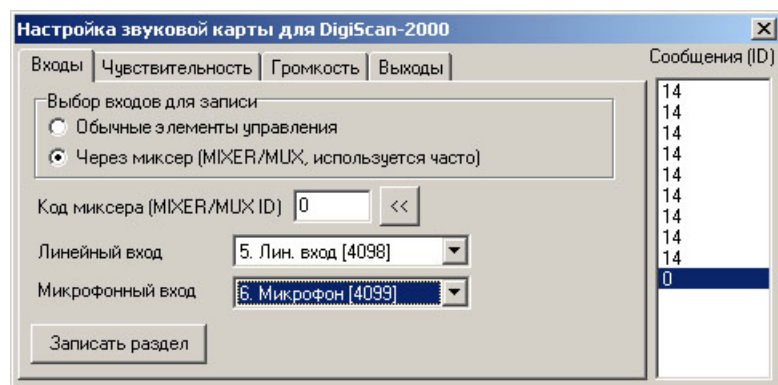 Настройка звуковой карты для DigiScan-2000
Входы Чувствительность Громкость Выходы
Сообщения (ID)
Выбор входов для записи
Обычные элементы управления
Через миксер (MIXER/MUX, используется часто)
Код миксера (MIXER/MUX ID) 0 <<
Линейный вход 5. Лин. вход [4098]
Микрофонный вход 6. Микрофон [4099]
Записать раздел
14
14
14
14
14
14
14
14
14
0